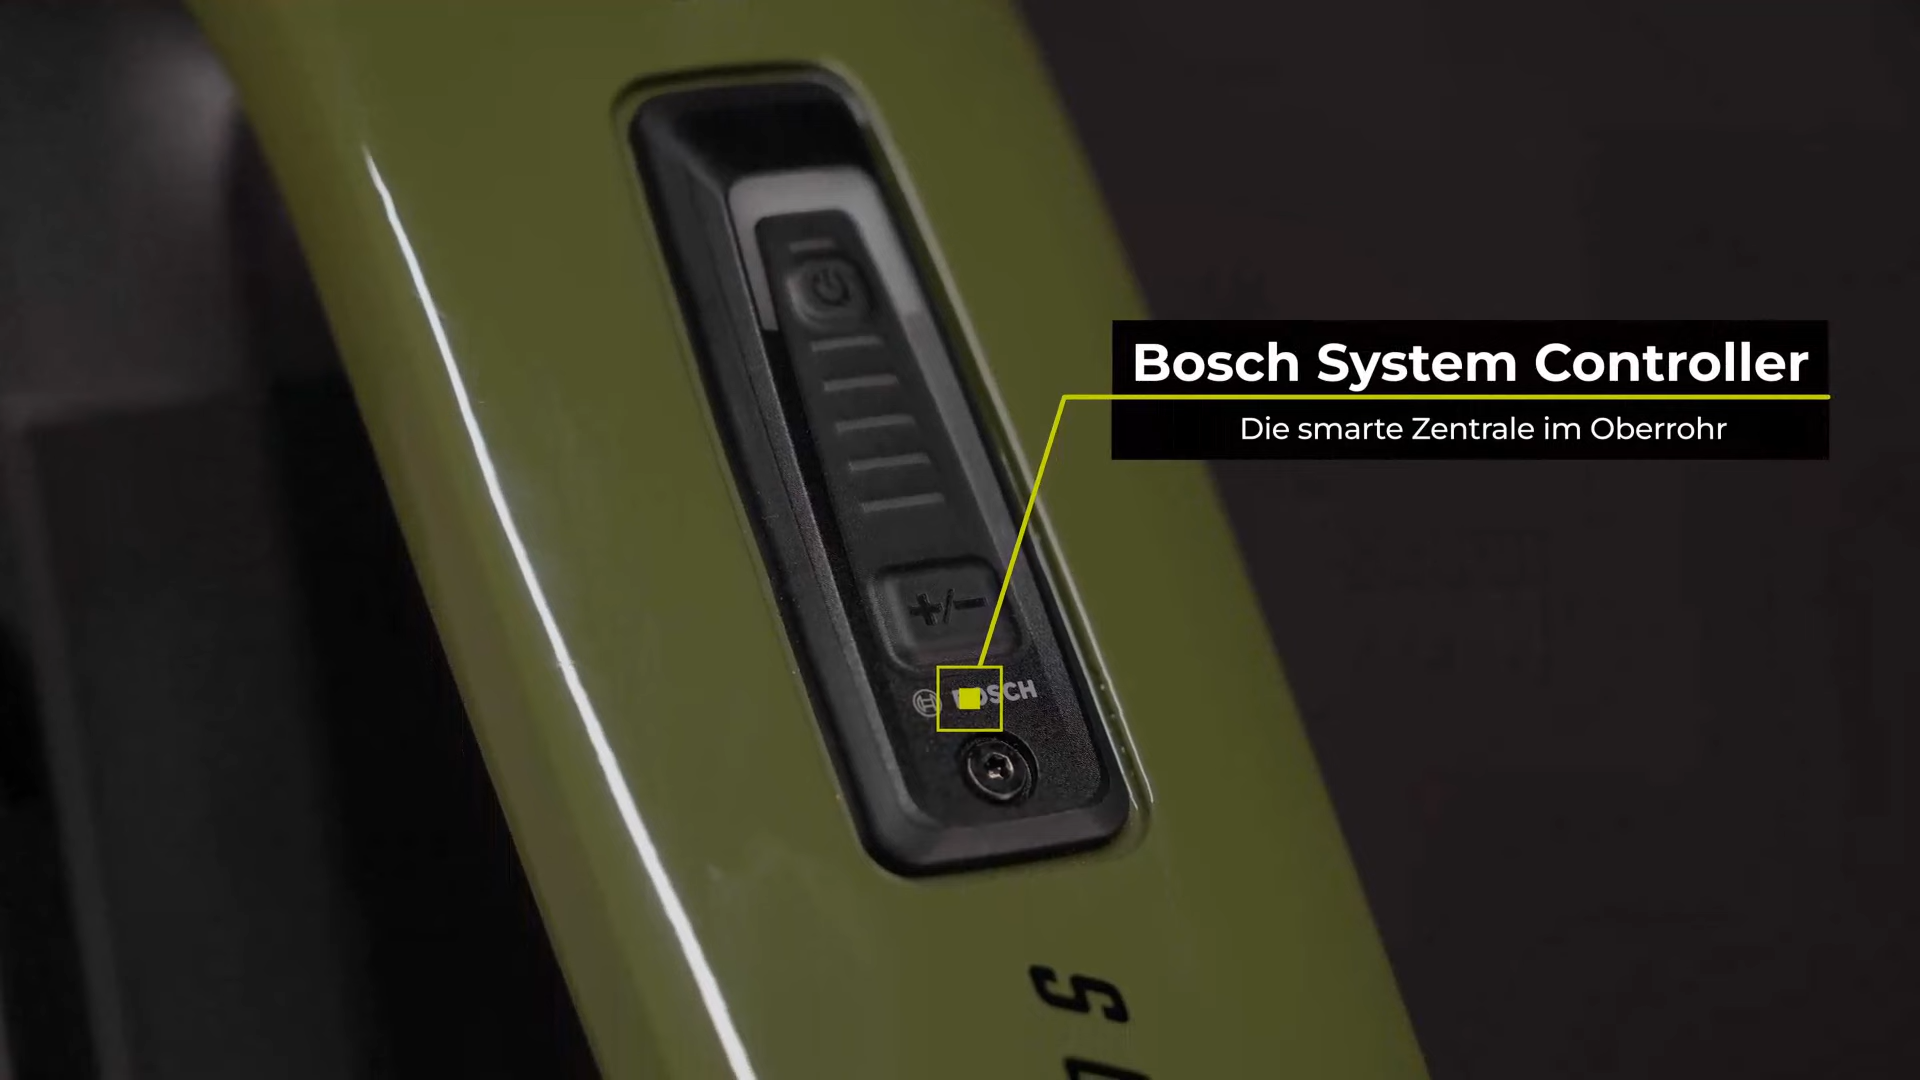 Bosch System Controller
Die smarte Zentrale im Oberrohr
+/-
BOSCH
S